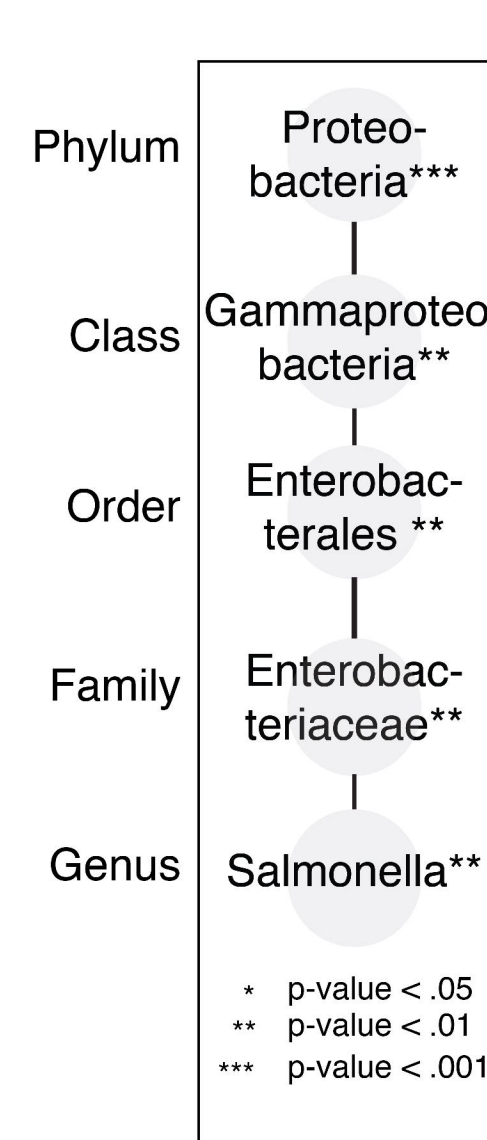 Phylum
Proteo-
bacteria***
Class
Gammaproteo
bacteria**
Order
Enterobac-
terales **
Family
Enterobac-
teriaceae**
Genus
Salmonella**
* p-value < .05
** p-value < .01
*** p-value < .001